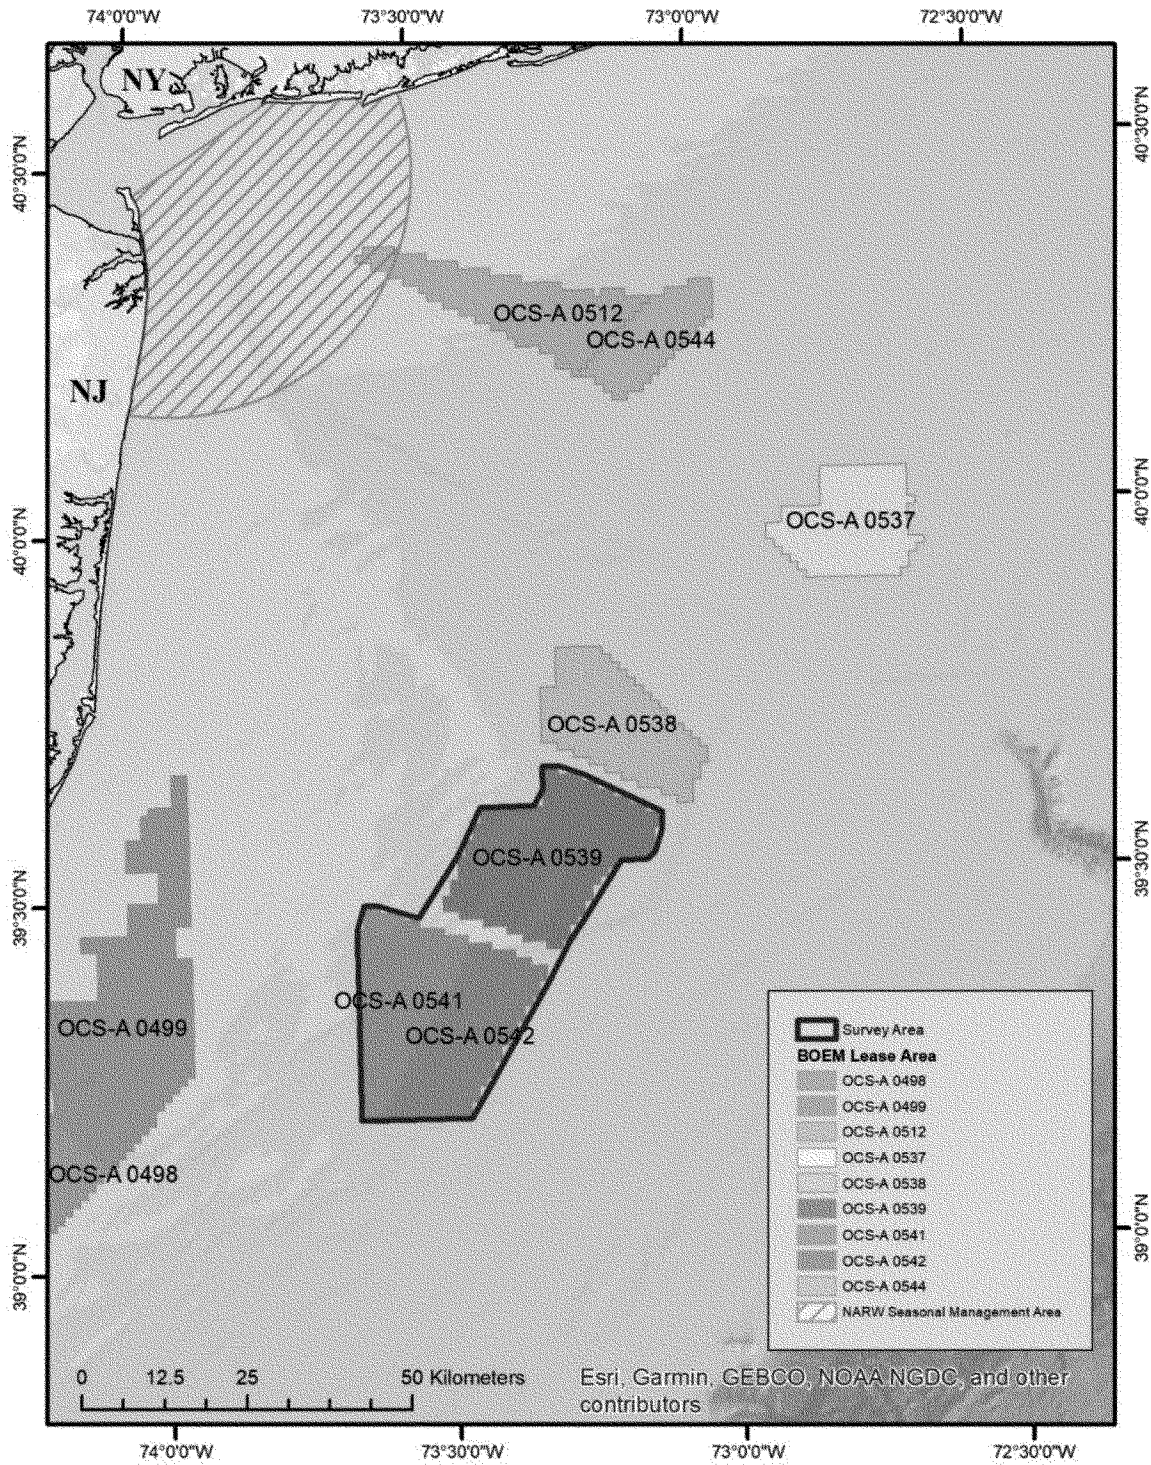 74°0'0"W 73°30'0"W 73°0'0"W 72°30'0"W
NY
40°30'0"N
40°30'0"N
OCS-A 0512
OCS-A 0544
NJ
40°0'0"N
OCS-A 0537
40°0'0"N
OCS-A 0538
39°30'0"N
OCS-A 0539
39°30'0"N
OCS-A 0541
OCS-A 0499
OCS-A 0542
Survey Area
BOEM Lease Area
OCS-A 0498
OCS-A 0499
OCS-A 0512
OCS-A 0537
OCS-A 0538
OCS-A 0539
OCS-A 0541
OCS-A 0542
OCS-A 0544
NARW Seasonal Management Area
OCS-A 0498
39°0'0"N
39°0'0"N
0 12.5 25 50 Kilometers
Esri, Garmin, GEBCO, NOAA NGDC, and other
contributors
74°0'0"W 73°30'0"W 73°0'0"W 72°30'0"W